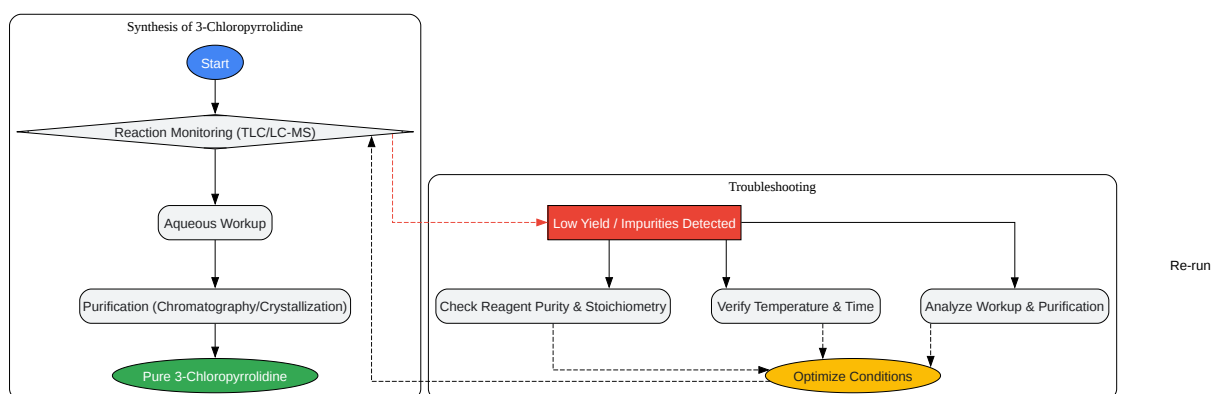 Synthesis of 3-Chloropyrrolidine
Start
Reaction Monitoring (TLC/LC-MS)
Aqueous Workup
Purification (Chromatography/Crystallization)
Pure 3-Chloropyrrolidine
Troubleshooting
Low Yield / Impurities Detected
Check Reagent Purity & Stoichiometry
Verify Temperature & Time
Analyze Workup & Purification
Optimize Conditions
Re-run